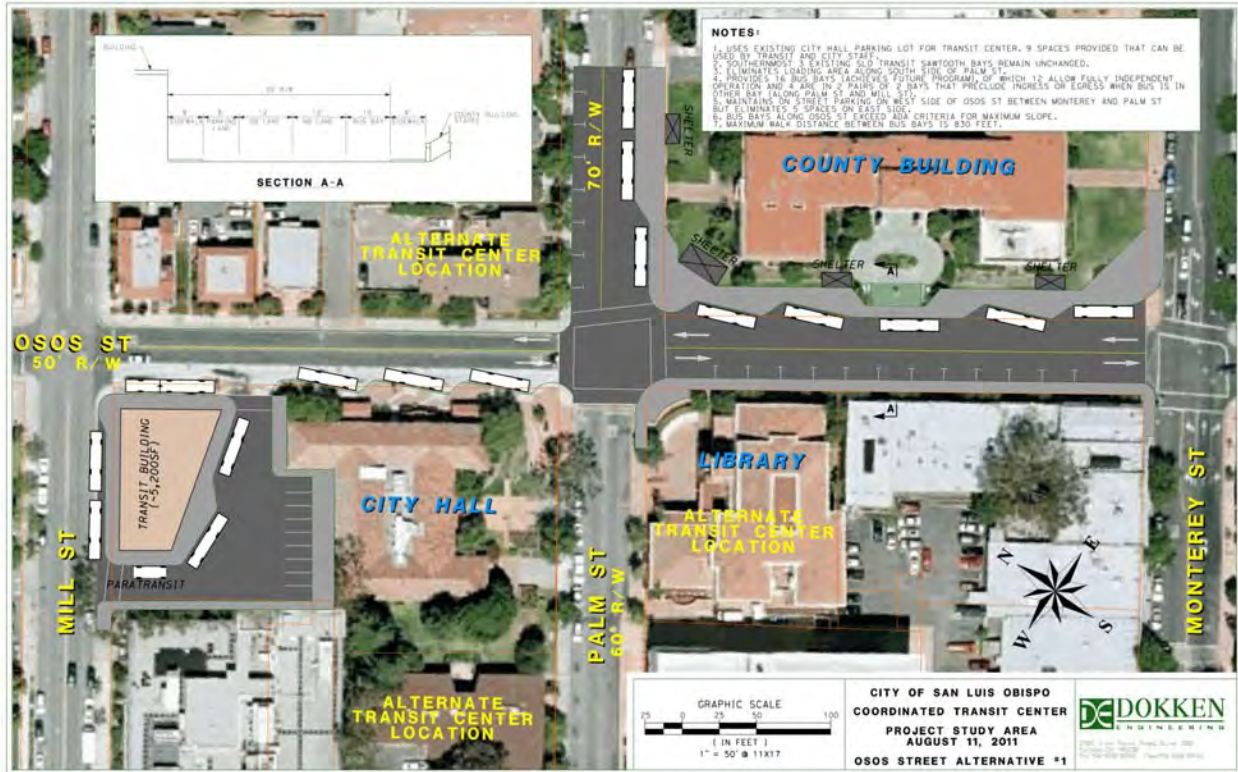 NOTES:
1. USES EXISTING CITY HALL PARKING LOT FOR TRANSIT CENTER. 9 SPACES PROVIDED THAT CAN BE
USED BY TRANSIT AND CITY STAFF.
2. SOUTHERNMOST 3 EXISTING SLO TRANSIT SAWTOOTH BAYS REMAIN UNCHANGED.
3. ELIMINATES LOADING AREA ALONG SOUTH SIDE OF PALM ST.
4. PROVIDES 16 BUS BAYS (ACHIEVES FUTURE PROGRAM), OF WHICH 12 ALLOW FULLY INDEPENDENT
OPERATION AND 4 ARE IN 2 PAIRS OF 2 BAYS THAT PRECLUDE INGRESS OR EGRESS WHEN BUS IS IN
OTHER BAY (ALONG PALM ST AND MILL ST).
5. MAINTAINS ON STREET PARKING ON WEST SIDE OF OSOS ST BETWEEN MONTEREY AND PALM ST
BUT ELIMINATES 5 SPACES ON EAST SIDE.
6. BUS BAYS ALONG OSOS ST EXCEED ADA CRITERIA FOR MAXIMUM SLOPE.
7. MAXIMUM WALK DISTANCE BETWEEN BUS BAYS IS 830 FEET.
BUILDING
SIDEWALK
PARKING
BUS BAY
SIDEWALK
COUNTY BUILDING
STAIRS
SECTION A-A
70' R/W
SHELTER
COUNTY BUILDING
ALTERNATE
TRANSIT CENTER
LOCATION
SHELTER
SHELTER
A
SHELTER
OSOS ST
50' R/W
A
TRANSIT BUILDING
(~5,200SF)
PARATRANSIT
MILL ST
CITY HALL
PALM ST
60' R/W
LIBRARY
ALTERNATE
TRANSIT CENTER
LOCATION
N
E
W
S
MONTEREY ST
ALTERNATE
TRANSIT CENTER
LOCATION
GRAPHIC SCALE
25 0 25 50 100
( IN FEET )
1" = 50' @ 11X17
CITY OF SAN LUIS OBISPO
COORDINATED TRANSIT CENTER
PROJECT STUDY AREA
AUGUST 11, 2011
OSOS STREET ALTERNATIVE #1
DE DOKKEN
ENGINEERING